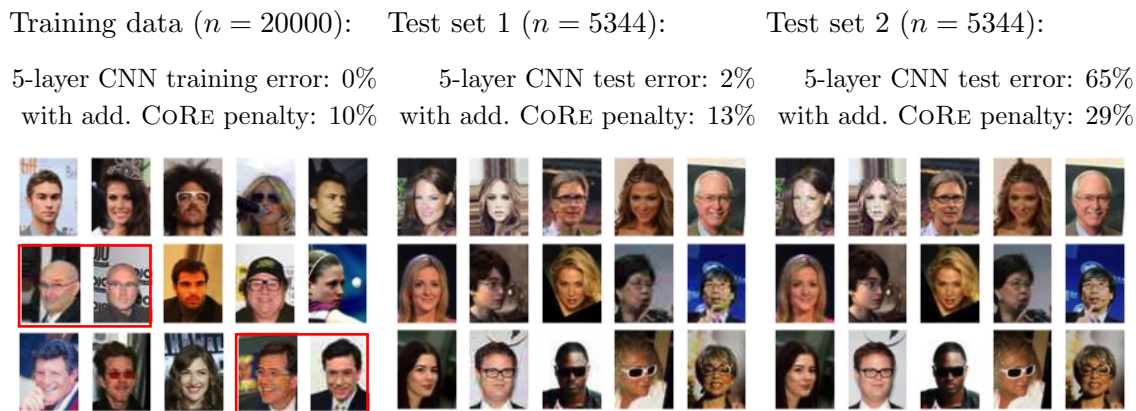 Training data (n = 20000):
5-layer CNN training error: 0%
with add. CoRe penalty: 10%
Test set 1 (n = 5344):
5-layer CNN test error: 2%
with add. CoRe penalty: 13%
Test set 2 (n = 5344):
5-layer CNN test error: 65%
with add. CoRe penalty: 29%